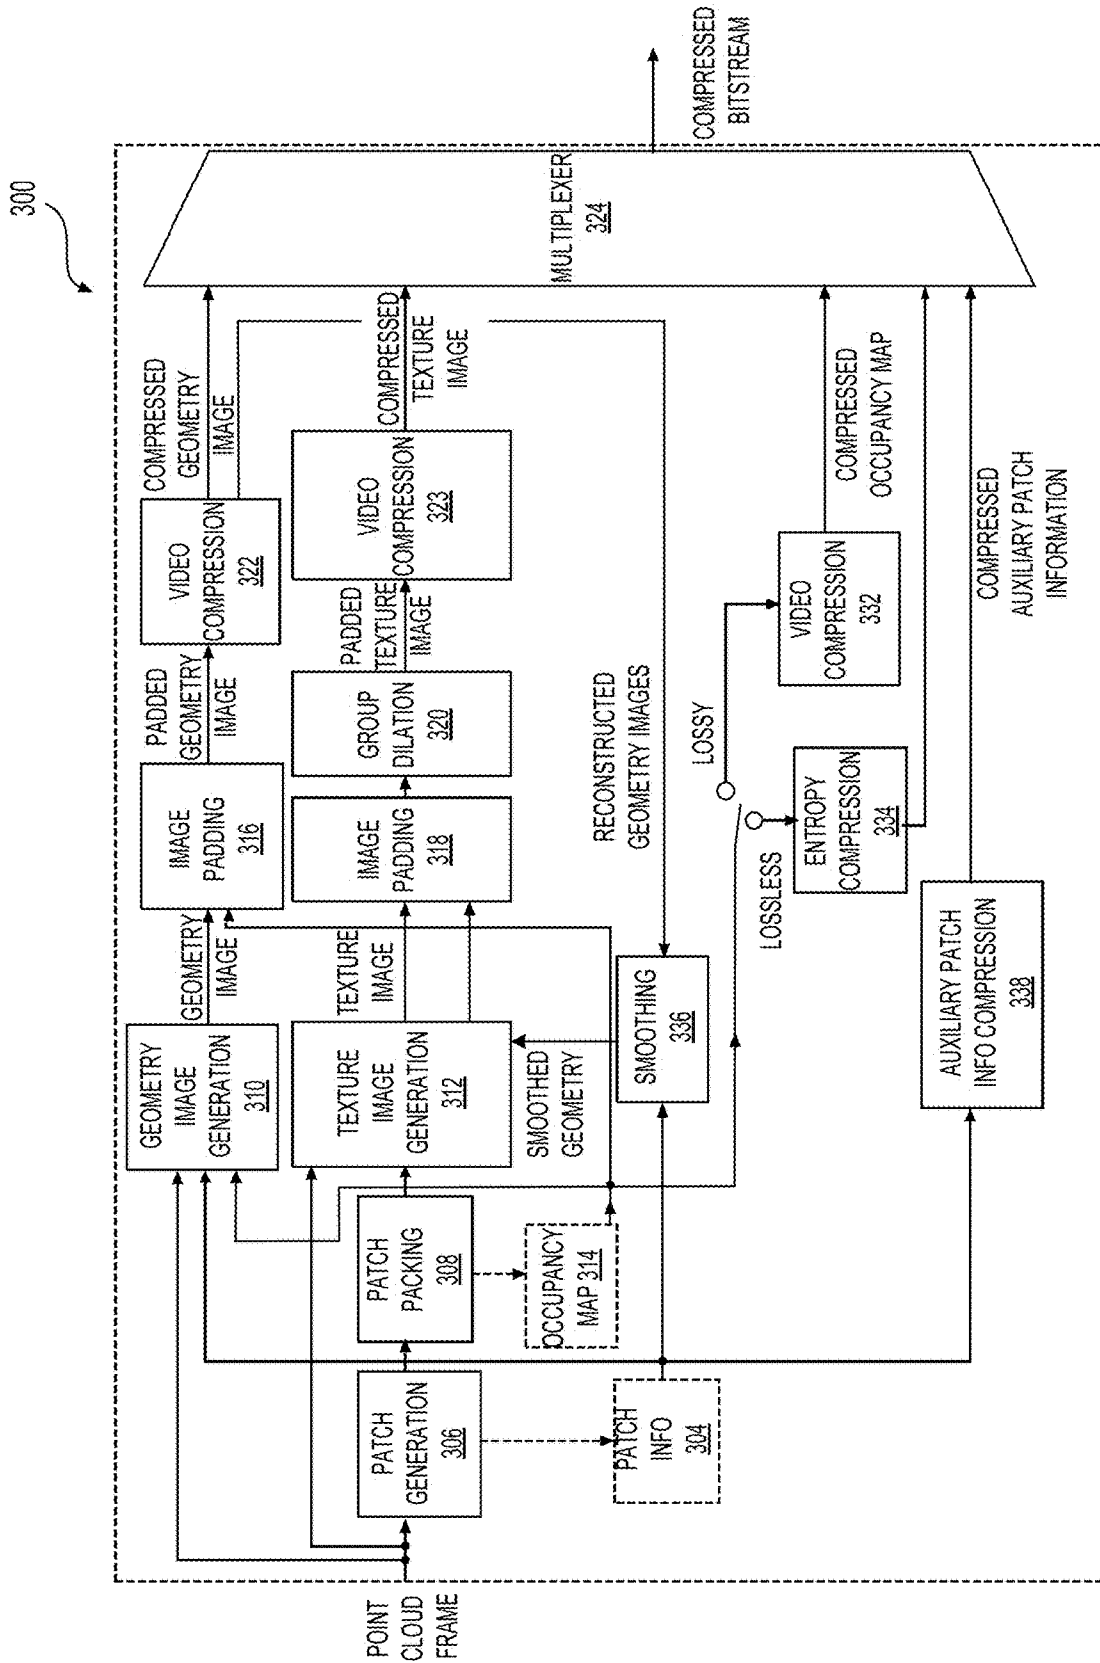 300
POINT
CLOUD
FRAME
PATCH
GENERATION
306
PATCH
INFO
304
PATCH
PACKING
308
OCCUPANCY
MAP 314
GEOMETRY
IMAGE
GENERATION
310
GEOMETRY
IMAGE
TEXTURE
IMAGE
GENERATION
312
TEXTURE
IMAGE
SMOOTHED
GEOMETRY
SMOOTHING
336
IMAGE
PADDING
316
PADDED
GEOMETRY
IMAGE
IMAGE
PADDING
318
GROUP
DILATION
320
PADDED
TEXTURE
IMAGE
VIDEO
COMPRESSION
322
COMPRESSED
GEOMETRY
IMAGE
VIDEO
COMPRESSION
323
COMPRESSED
TEXTURE
IMAGE
RECONSTRUCTED
GEOMETRY IMAGES
LOSSY
LOSSLESS
VIDEO
COMPRESSION
332
COMPRESSED
OCCUPANCY MAP
ENTROPY
COMPRESSION
334
AUXILIARY PATCH
INFO COMPRESSION
338
COMPRESSED
AUXILIARY PATCH
INFORMATION
MULTIPLEXER
324
COMPRESSED
BITSTREAM